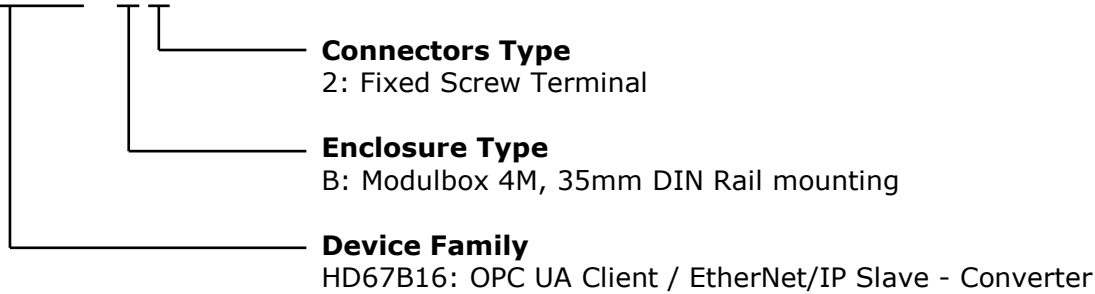 Connectors Type
2: Fixed Screw Terminal
Enclosure Type
B: Modulbox 4M, 35mm DIN Rail mounting
Device Family
HD67B16: OPC UA Client / EtherNet/IP Slave - Converter